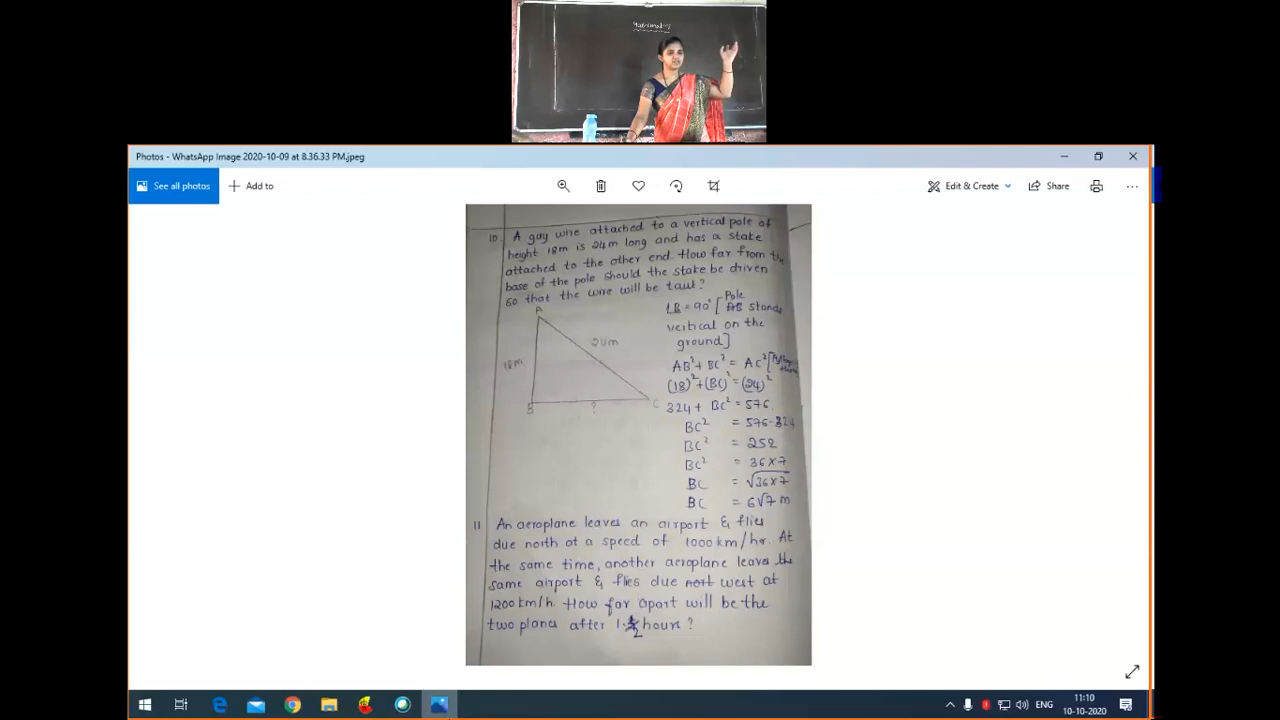 Mathematics
Photos - WhatsApp Image 2020-10-09 at 8.36.33 PM.jpeg
See all photos
Add to
Edit & Create
Share
10. A guy wire attached to a vertical pole of
height 18m is 24m long and has a stake
attached to the other end. How far from the
base of the pole should the stake be driven
so that the wire will be taut?
A
18m
24m
B
?
C
∟B = 90° [Pole AB stands
vertical on the
ground]
AB² + BC² = AC²
(18)² + (BC)² = (24)²
324 + BC² = 576
BC² = 576-324
BC² = 252
BC² = 36×7
BC = √36×7
BC = 6√7 m
11 An aeroplane leaves an airport & flies
due north at a speed of 1000km/hr. At
the same time, another aeroplane leaves the
same airport & flies due nort west at
1200km/h. How far apart will be the
two planes after 1 1/2 hours?
ENG
11:10
10-10-2020